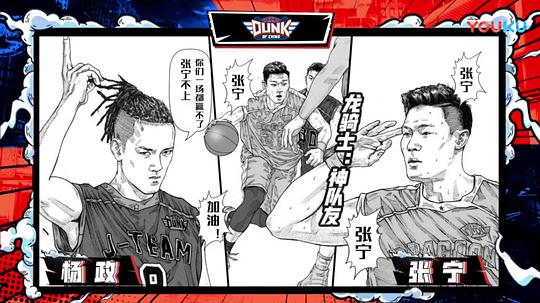 YOUKU
DUNK
OF CHINA
你们一场都赢不了
张宁不上
张宁
张宁
龙骑士:神队友
加油!
张宁
DUNK
J-TEAM
杨政
张宁